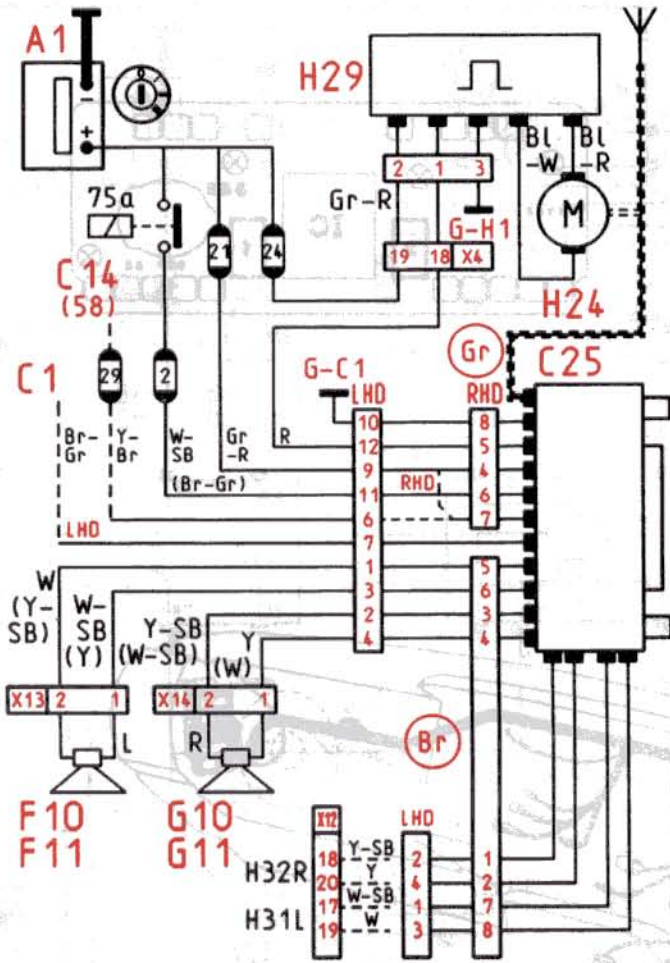 A1
H29
0
I
−
+
Bl
-W
Bl
-R
2 1 3
75a
Gr-R
M
21
24
G-H1
19 18 X4
C14
(58)
H24
Gr
C25
C1
29
2
G-C1
LHD
RHD
Br-
Gr
Y-
Br
W-
SB
Gr
-R
R
(Br-Gr)
10 8
12 5
9 4
RHD
11 6
6 7
LHD
7
1 5
3 6
2 3
4 4
W
(Y-
SB)
W-
SB
(Y)
Y-SB
(W-SB)
Y
(W)
X13 2 1
X14 2 1
L
R
Br
F10
F11
G10
G11
X12
LHD
H32R
18 Y-SB 2 1
20 Y 4 2
H31L
17 W-SB 1 7
19 W 3 8